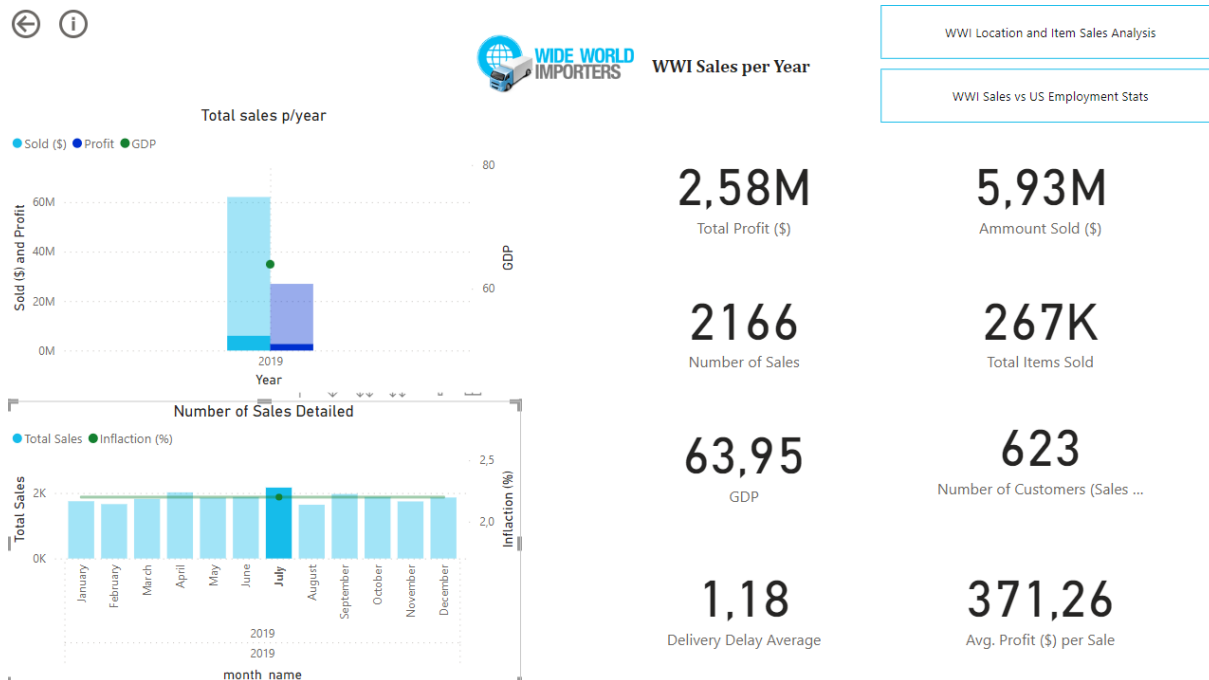 WIDE WORLD
IMPORTERS
WWI Sales per Year
WWI Location and Item Sales Analysis
WWI Sales vs US Employment Stats
Total sales p/year
Sold ($) Profit GDP
Sold ($) and Profit
60M
40M
20M
0M
80
60
GDP
2019
Year
Number of Sales Detailed
Total Sales Inflaction (%)
Total Sales
2K
0K
2,5
2,0
Inflaction (%)
January
February
March
April
May
June
July
August
September
October
November
December
2019
2019
month_name
2,58M
Total Profit ($)
5,93M
Ammount Sold ($)
2166
Number of Sales
267K
Total Items Sold
63,95
GDP
623
Number of Customers (Sales ...
1,18
Delivery Delay Average
371,26
Avg. Profit ($) per Sale